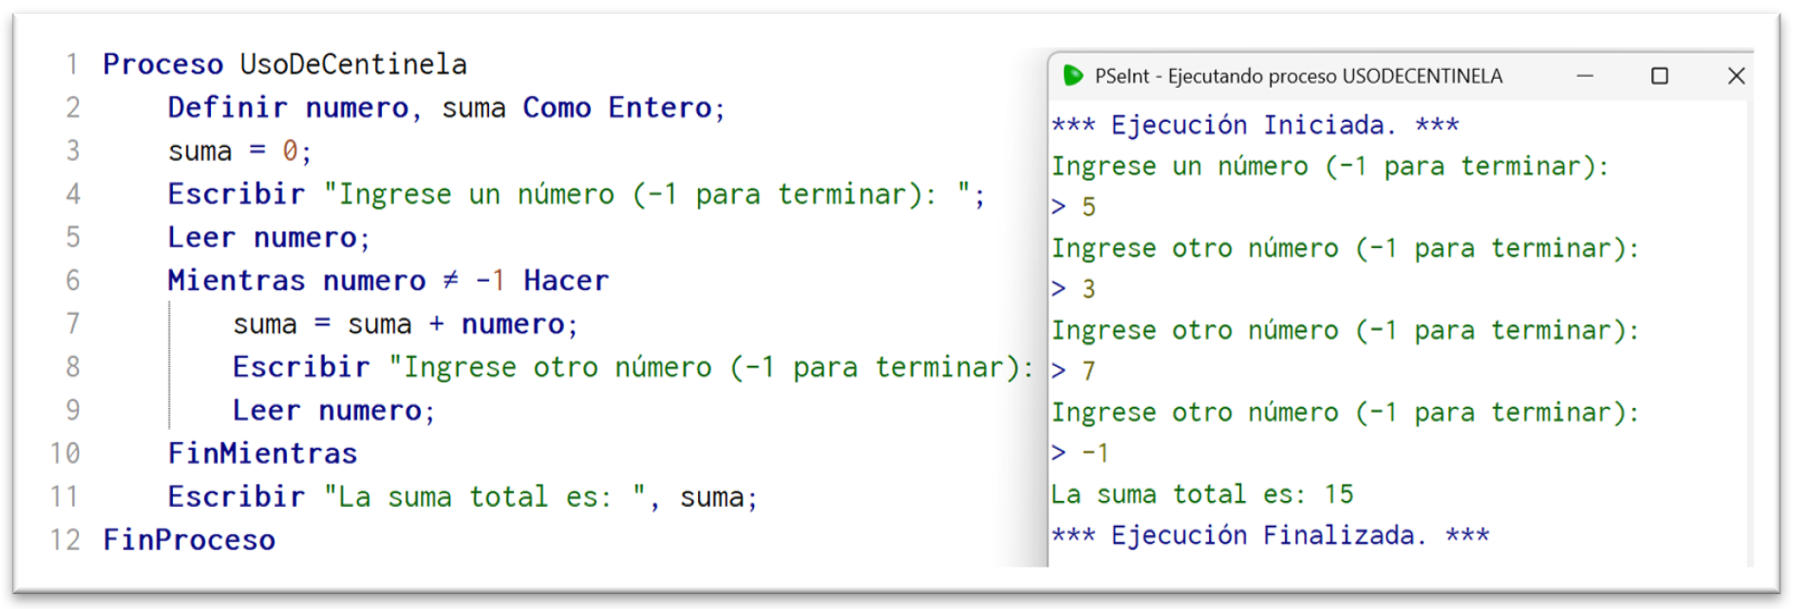 1 Proceso UsoDeCentinela
2 Definir numero, suma Como Entero;
3 suma = 0;
4 Escribir "Ingrese un número (-1 para terminar): ";
5 Leer numero;
6 Mientras numero ≠ -1 Hacer
7 suma = suma + numero;
8 Escribir "Ingrese otro número (-1 para terminar):
9 Leer numero;
10 FinMientras
11 Escribir "La suma total es: ", suma;
12 FinProceso
PSeInt - Ejecutando proceso USODECENTINELA
*** Ejecución Iniciada. ***
Ingrese un número (-1 para terminar):
> 5
Ingrese otro número (-1 para terminar):
> 3
Ingrese otro número (-1 para terminar):
> 7
Ingrese otro número (-1 para terminar):
> -1
La suma total es: 15
*** Ejecución Finalizada. ***